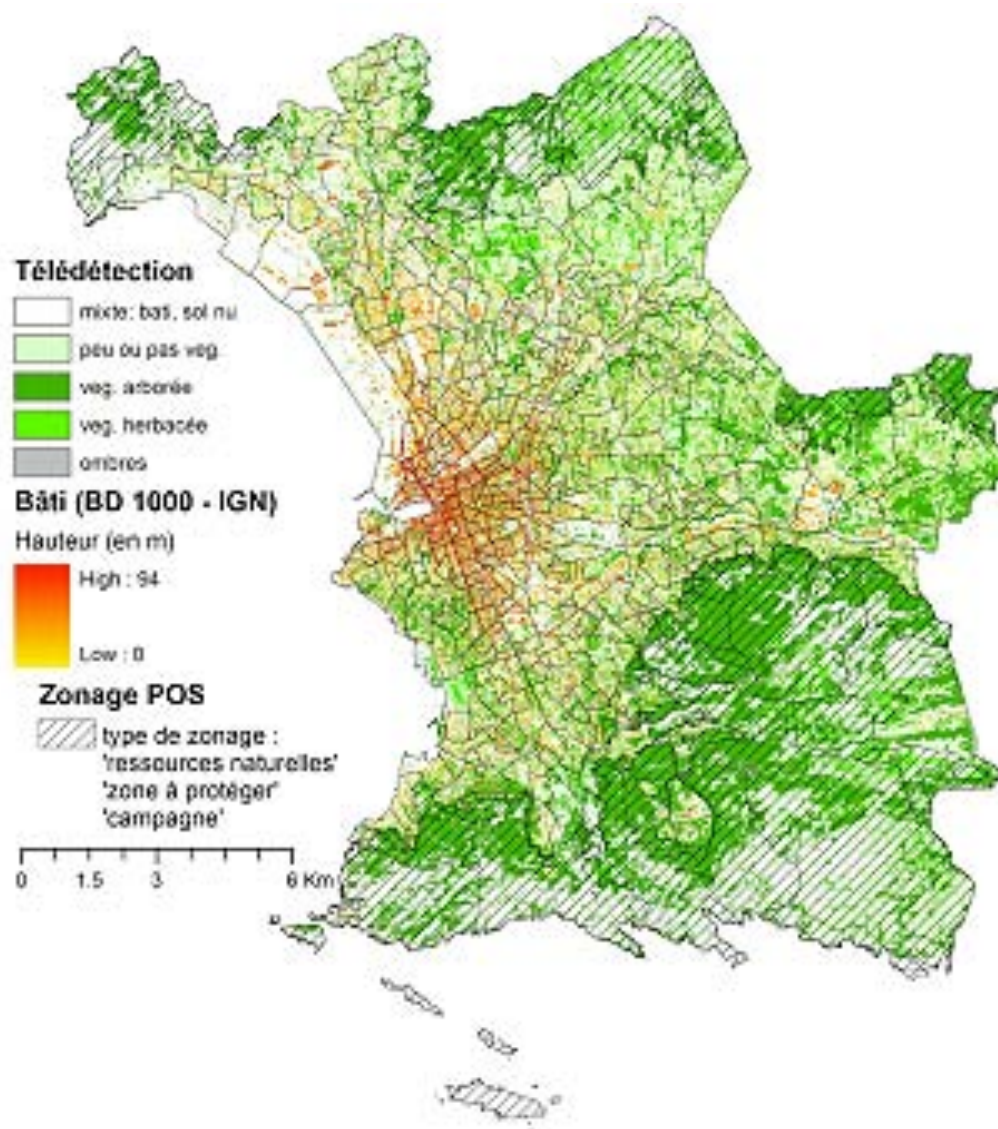 Télédétection
mixte: bati, sol nu
peu ou pas veg.
veg. arborée
veg. herbacée
ombres
Bâti (BD 1000 - IGN)
Hauteur (en m)
High : 94
Low : 0
Zonage POS
type de zonage :
'ressources naturelles'
'zone à protéger'
'campagne'
0 1.5 3 6 Km